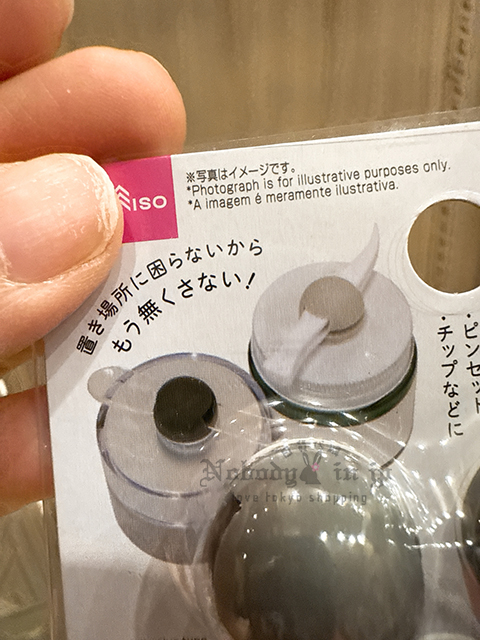 ISO
※写真はイメージです。
*Photograph is for illustrative purposes only.
*A imagem é meramente ilustrativa.
置き場所に困らないから
もう無くさない!
・ピンセット
・チップなどに
Nobody in jp
love tokyo shopping